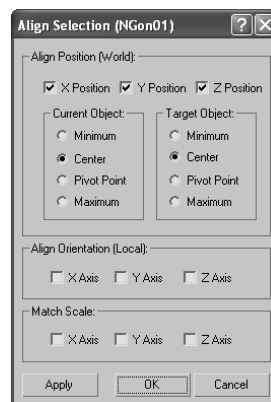 Align Selection (NGon01)
Align Position (World):
X Position Y Position Z Position
Current Object: Target Object:
Minimum Minimum
Center Center
Pivot Point Pivot Point
Maximum Maximum
Align Orientation (Local):
X Axis Y Axis Z Axis
Match Scale:
X Axis Y Axis Z Axis
Apply OK Cancel